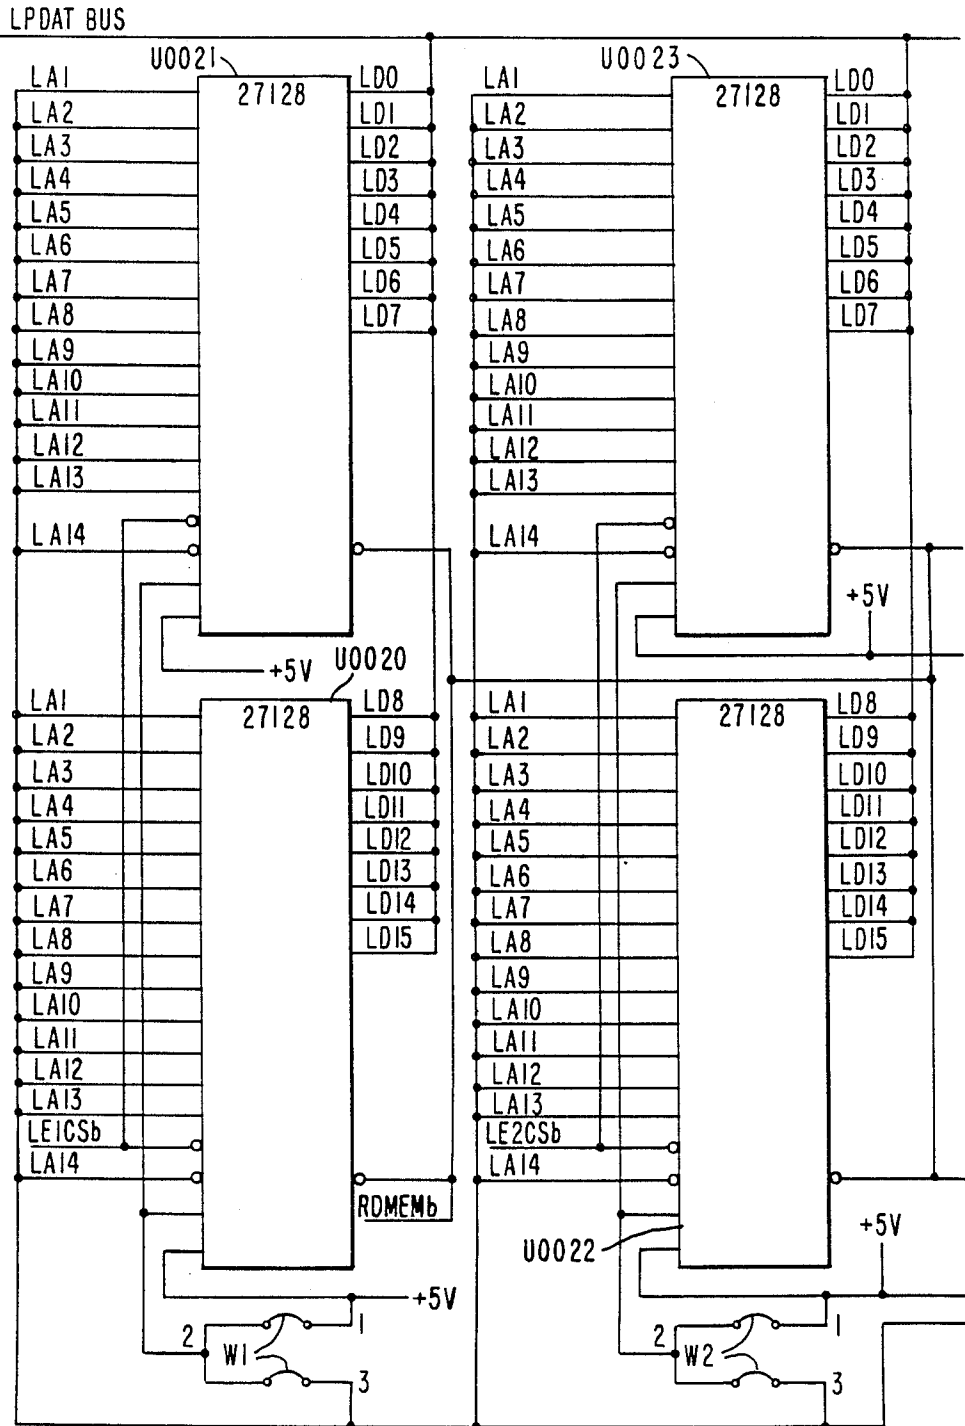 LPDAT BUS
U0021
27128
LA1
LA2
LA3
LA4
LA5
LA6
LA7
LA8
LA9
LA10
LA11
LA12
LA13
LA14
LD0
LD1
LD2
LD3
LD4
LD5
LD6
LD7
+5V
U0023
27128
LA1
LA2
LA3
LA4
LA5
LA6
LA7
LA8
LA9
LA10
LA11
LA12
LA13
LA14
LD0
LD1
LD2
LD3
LD4
LD5
LD6
LD7
+5V
U0020
27128
LA1
LA2
LA3
LA4
LA5
LA6
LA7
LA8
LA9
LA10
LA11
LA12
LA13
LE1CSb
LA14
LD8
LD9
LD10
LD11
LD12
LD13
LD14
LD15
RDMEMb
+5V
2
W1
1
3
27128
LA1
LA2
LA3
LA4
LA5
LA6
LA7
LA8
LA9
LA10
LA11
LA12
LA13
LE2CSb
LA14
LD8
LD9
LD10
LD11
LD12
LD13
LD14
LD15
U0022
+5V
2
W2
1
3